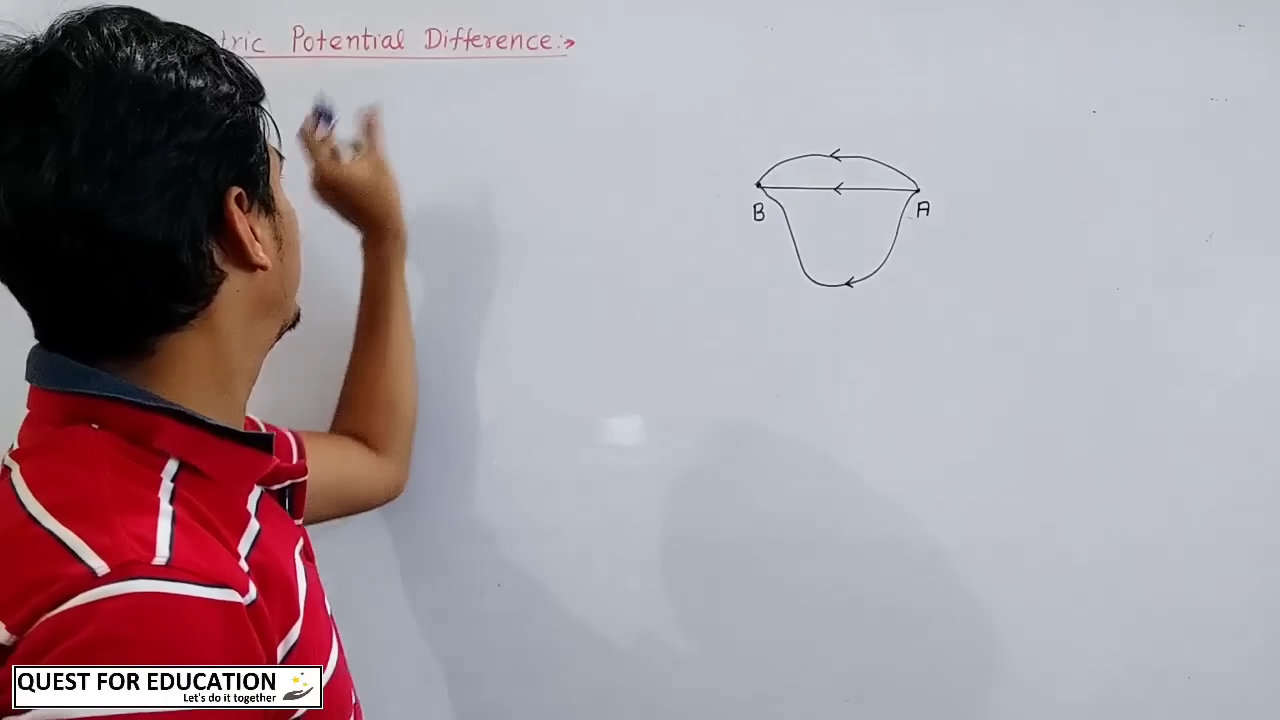 tric Potential Difference:→
B
A
QUEST FOR EDUCATION
Let's do it together